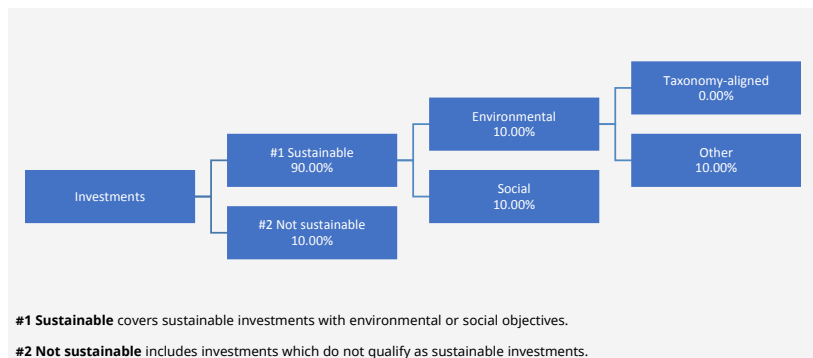 Investments
#1 Sustainable
90.00%
#2 Not sustainable
10.00%
Environmental
10.00%
Social
10.00%
Taxonomy-aligned
0.00%
Other
10.00%
#1 Sustainable covers sustainable investments with environmental or social objectives.
#2 Not sustainable includes investments which do not qualify as sustainable investments.